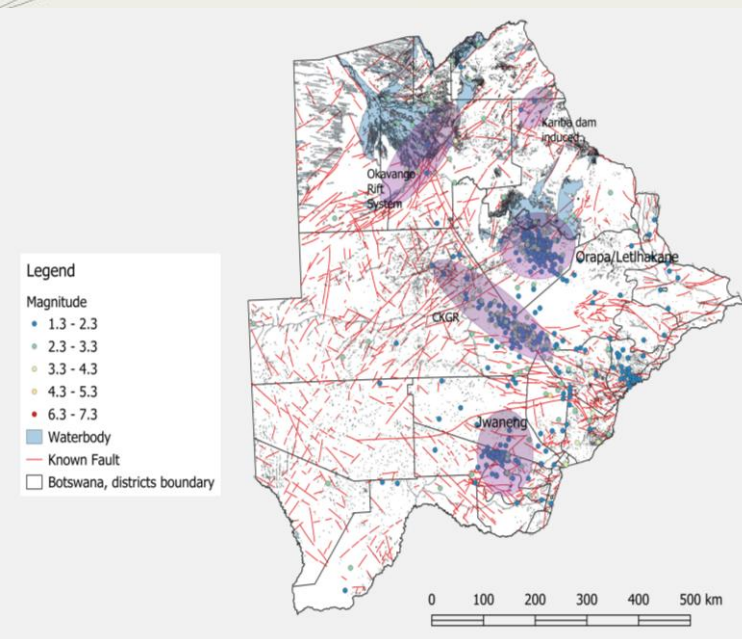 Kariba dam
induced
Okavango
Rift
System
Orapa/Letlhakane
CKGR
Jwaneng
Legend
Magnitude
1.3 - 2.3
2.3 - 3.3
3.3 - 4.3
4.3 - 5.3
6.3 - 7.3
Waterbody
Known Fault
Botswana, districts boundary
0 100 200 300 400 500 km